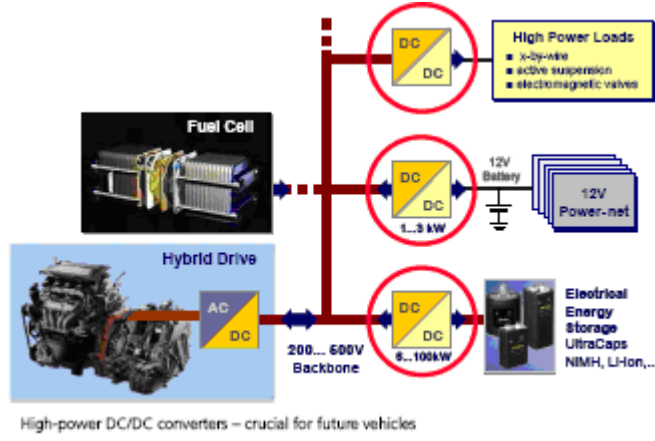 DC
DC
High Power Loads
x-by-wire
active suspension
electromagnetic valves
Fuel Cell
DC
DC
1...3 kW
12V
Battery
12V
Power-net
Hybrid Drive
AC
DC
200... 500V
Backbone
DC
DC
6...100kW
Electrical
Energy
Storage
UltraCaps
NiMH, Li-Ion,..
High-power DC/DC converters – crucial for future vehicles